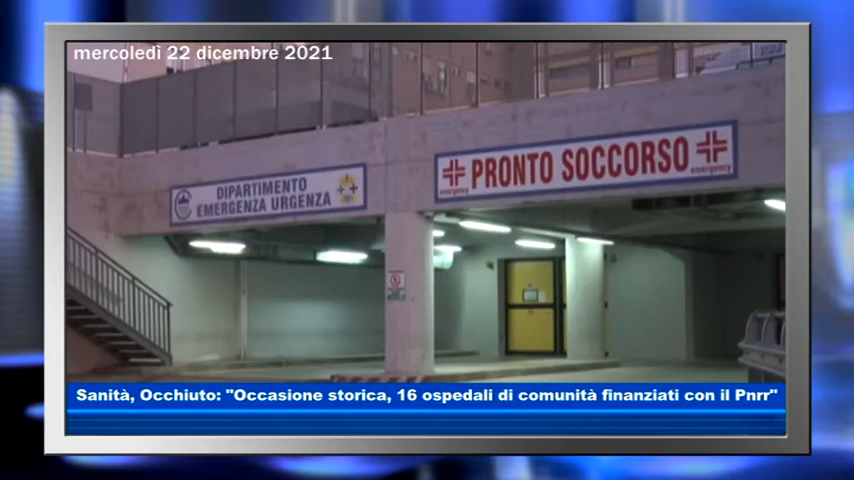 mercoledì 22 dicembre 2021
DIPARTIMENTO
EMERGENZA URGENZA
PRONTO SOCCORSO
emergency
emergency
Sanità, Occhiuto: "Occasione storica, 16 ospedali di comunità finanziati con il Pnrr"